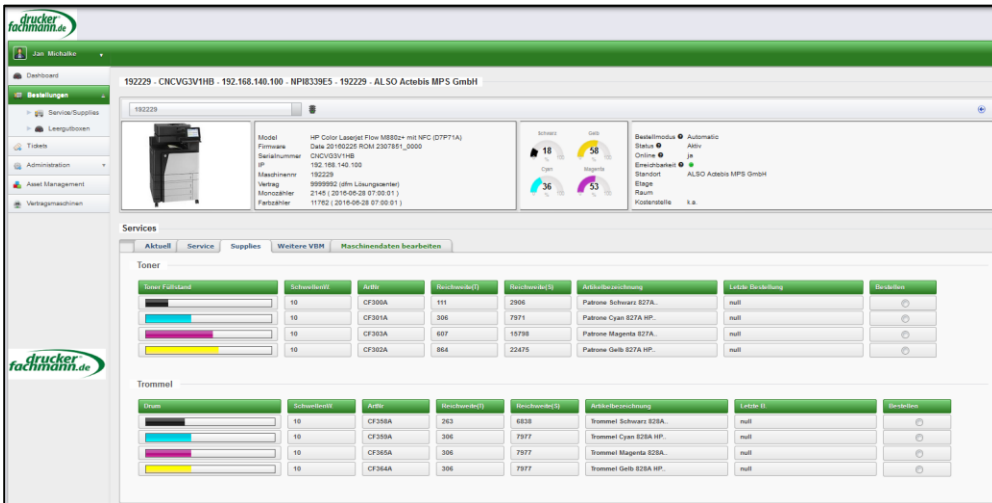 drucker
fachmann.de
Jan Michalke
Dashboard
Bestellungen
Service/Supplies
Leergutboxen
Tickets
Administration
Asset Management
Vertragsmaschinen
drucker
fachmann.de
192229 - CNCVG3V1HB - 192.168.140.100 - NPI8339E5 - 192229 - ALSO Actebis MPS GmbH
192229
Model HP Color Laserjet Flow M880z+ mit NFC (D7P71A)
Firmware Data 20160225 ROM 2307851_0000
Serialnummer CNCVG3V1HB
IP 192.168.140.100
Maschinennr 192229
Vertrag 9999992 (dfm Lösungscenter)
Monozähler 2145 ( 2016-06-28 07:00:01 )
Farbzähler 11762 ( 2016-06-28 07:00:01 )
Schwarz Gelb
18 58
% %
Cyan Magenta
36 53
% %
Bestellmodus Automatic
Status Aktiv
Online ja
Erreichbarkeit
Standort ALSO Actebis MPS GmbH
Etage
Raum
Kostenstelle k.a.
Services
Aktuell Service Supplies Weitere VBM Maschinendaten bearbeiten
Toner
Toner Füllstand ArtNr Reichweite(T) Reichweite(S) Artikelbezeichnung Letzte Bestellung Bestellen
10 CF300A 111 2906 Patrone Schwarz 827A.. null
10 CF301A 306 7971 Patrone Cyan 827A HP.. null
10 CF303A 607 15798 Patrone Magenta 827A.. null
10 CF302A 864 22475 Patrone Gelb 827A HP.. null
Trommel
Drum ArtNr Reichweite(T) Reichweite(S) Artikelbezeichnung Letzte B. Bestellen
10 CF358A 263 6838 Trommel Schwarz 828A.. null
10 CF359A 306 7977 Trommel Cyan 828A HP.. null
10 CF365A 306 7977 Trommel Magenta 828A.. null
10 CF364A 306 7977 Trommel Gelb 828A HP.. null